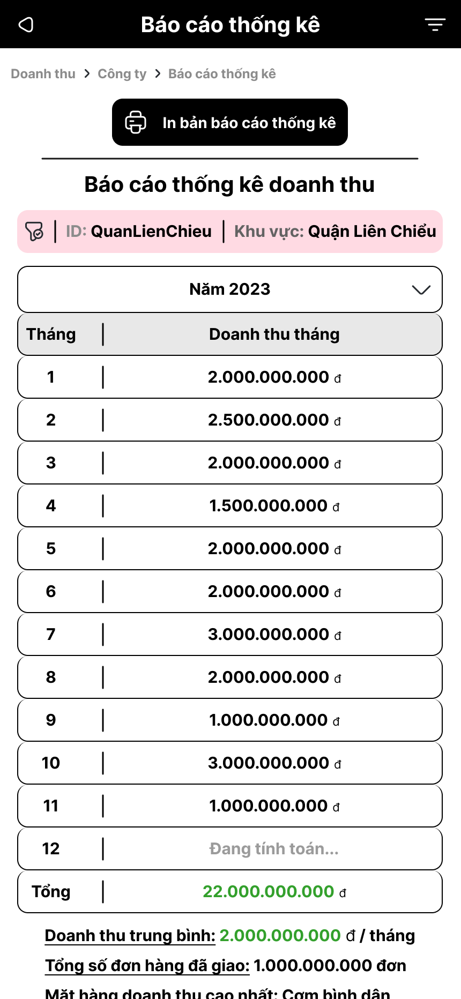 Báo cáo thống kê
Doanh thu > Công ty > Báo cáo thống kê
In bản báo cáo thống kê
Báo cáo thống kê doanh thu
ID: QuanLienChieu | Khu vực: Quận Liên Chiểu
Năm 2023
Tháng | Doanh thu tháng
1 | 2.000.000.000 đ
2 | 2.500.000.000 đ
3 | 2.000.000.000 đ
4 | 1.500.000.000 đ
5 | 2.000.000.000 đ
6 | 2.000.000.000 đ
7 | 3.000.000.000 đ
8 | 2.000.000.000 đ
9 | 1.000.000.000 đ
10 | 3.000.000.000 đ
11 | 1.000.000.000 đ
12 | Đang tính toán...
Tổng | 22.000.000.000 đ
Doanh thu trung bình: 2.000.000.000 đ / tháng
Tổng số đơn hàng đã giao: 1.000.000.000 đơn
Mặt hàng doanh thu cao nhất: Cơm bình dân